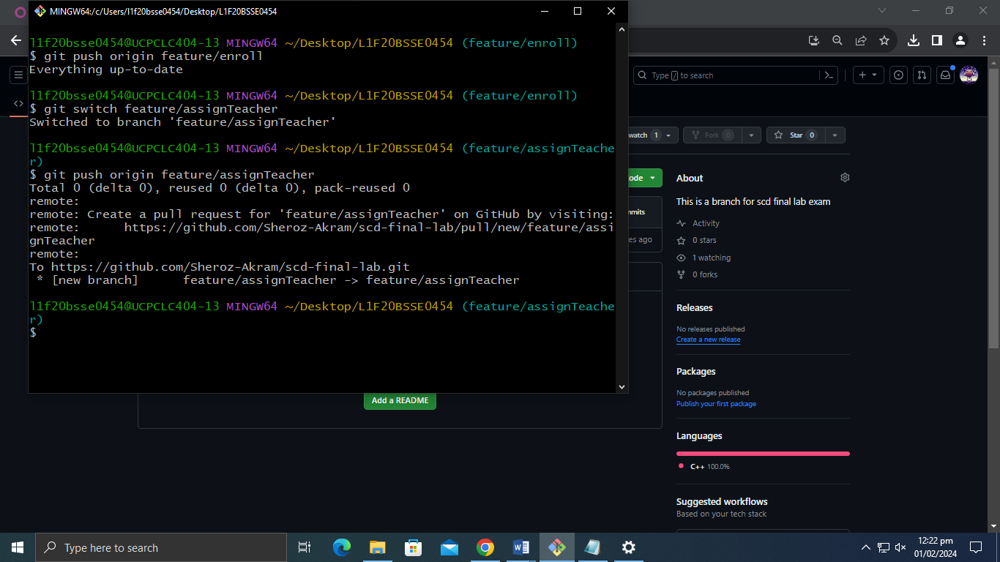 MINGW64:/c/Users/l1f20bsse0454/Desktop/L1F20BSSE0454
l1f20bsse0454@UCPCLC404-13 MINGW64 ~/Desktop/L1F20BSSE0454 (feature/enroll)
$ git push origin feature/enroll
Everything up-to-date
l1f20bsse0454@UCPCLC404-13 MINGW64 ~/Desktop/L1F20BSSE0454 (feature/enroll)
$ git switch feature/assignTeacher
Switched to branch 'feature/assignTeacher'
l1f20bsse0454@UCPCLC404-13 MINGW64 ~/Desktop/L1F20BSSE0454 (feature/assignTeache
r)
$ git push origin feature/assignTeacher
Total 0 (delta 0), reused 0 (delta 0), pack-reused 0
remote:
remote: Create a pull request for 'feature/assignTeacher' on GitHub by visiting:
remote:      https://github.com/Sheroz-Akram/scd-final-lab/pull/new/feature/assi
gnTeacher
remote:
To https://github.com/Sheroz-Akram/scd-final-lab.git
 * [new branch]      feature/assignTeacher -> feature/assignTeacher
l1f20bsse0454@UCPCLC404-13 MINGW64 ~/Desktop/L1F20BSSE0454 (feature/assignTeache
r)
$
Type / to search
watch 1
Fork 0
Star 0
ode
mmits
es ago
Add a README
About
This is a branch for scd final lab exam
Activity
0 stars
1 watching
0 forks
Releases
No releases published
Create a new release
Packages
No packages published
Publish your first package
Languages
C++ 100.0%
Suggested workflows
Based on your tech stack
Type here to search
12:22 pm
01/02/2024